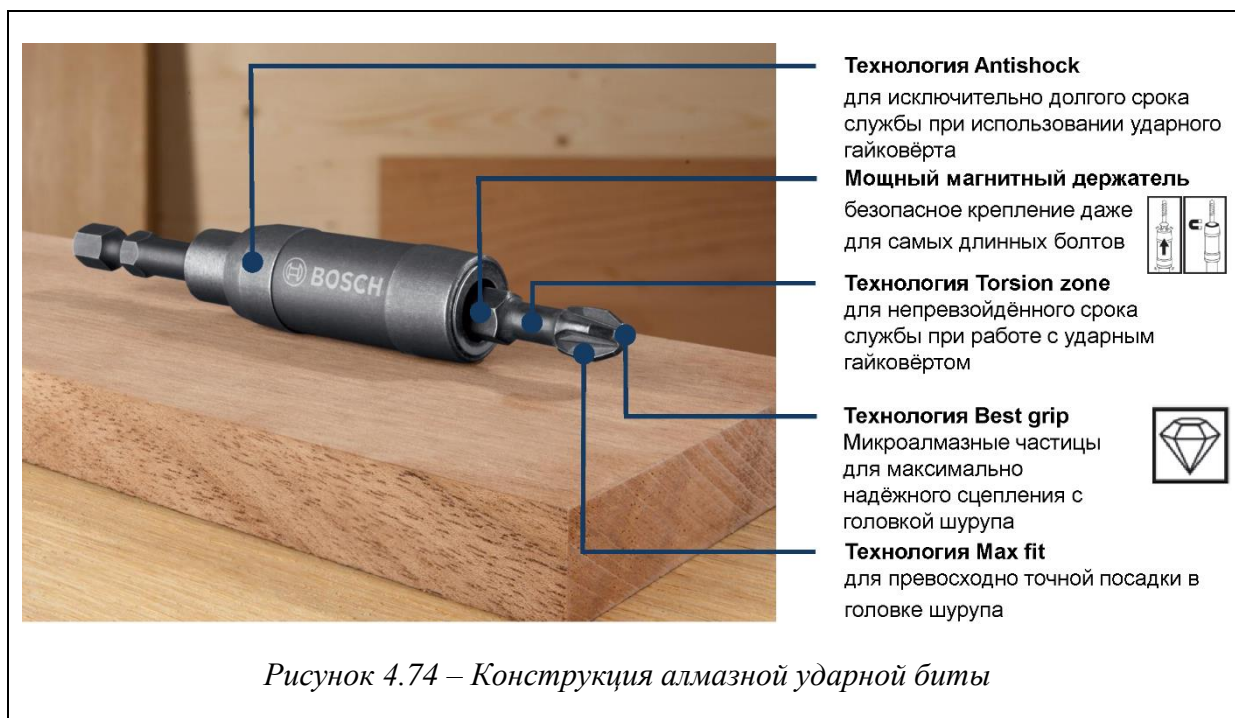 BOSCH
Технология Antishock
для исключительно долгого срока
службы при использовании ударного
гайковёрта
Мощный магнитный держатель
безопасное крепление даже
для самых длинных болтов
Технология Torsion zone
для непревзойдённого срока
службы при работе с ударным
гайковёртом
Технология Best grip
Микроалмазные частицы
для максимально
надёжного сцепления с
головкой шурупа
Технология Max fit
для превосходно точной посадки в
головке шурупа
Рисунок 4.74 – Конструкция алмазной ударной биты